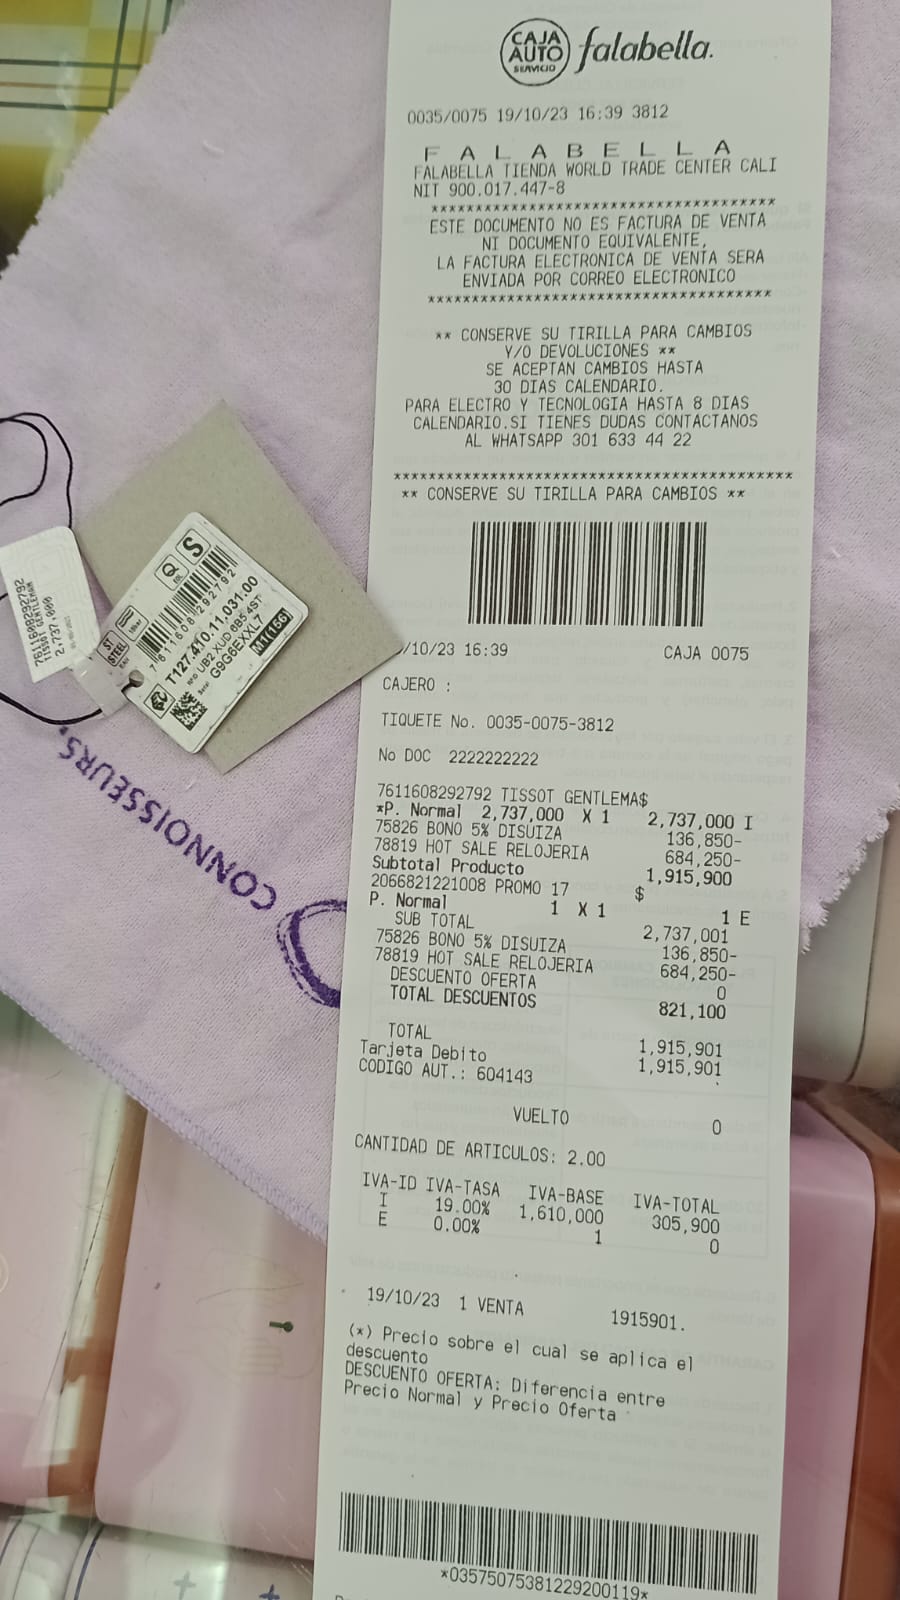 CAJA
AUTO
SERVICIO
falabella.
0035/0075 19/10/23 16:39 3812
F A L A B E L L A
FALABELLA TIENDA WORLD TRADE CENTER CALI
NIT 900.017.447-8
**************************************
ESTE DOCUMENTO NO ES FACTURA DE VENTA
NI DOCUMENTO EQUIVALENTE,
LA FACTURA ELECTRONICA DE VENTA SERA
ENVIADA POR CORREO ELECTRONICO
**************************************
** CONSERVE SU TIRILLA PARA CAMBIOS
Y/O DEVOLUCIONES **
SE ACEPTAN CAMBIOS HASTA
30 DIAS CALENDARIO.
PARA ELECTRO Y TECNOLOGIA HASTA 8 DIAS
CALENDARIO.SI TIENES DUDAS CONTACTANOS
AL WHATSAPP 301 633 44 22
********************************************
** CONSERVE SU TIRILLA PARA CAMBIOS **
/10/23 16:39 CAJA 0075
CAJERO :
TIQUETE No. 0035-0075-3812
No DOC 2222222222
7611608292792 TISSOT GENTLEMA$
*P. Normal 2,737,000 X 1 2,737,000 I
75826 BONO 5% DISUIZA 136,850-
78819 HOT SALE RELOJERIA 684,250-
Subtotal Producto 1,915,900
2066821221008 PROMO 17 $
P. Normal 1 X 1 1 E
SUB TOTAL 2,737,001
75826 BONO 5% DISUIZA 136,850-
78819 HOT SALE RELOJERIA 684,250-
DESCUENTO OFERTA 0
TOTAL DESCUENTOS 821,100
TOTAL 1,915,901
Tarjeta Debito 1,915,901
CODIGO AUT.: 604143
VUELTO 0
CANTIDAD DE ARTICULOS: 2.00
IVA-ID IVA-TASA IVA-BASE IVA-TOTAL
I 19.00% 1,610,000 305,900
E 0.00% 1 0
19/10/23 1 VENTA 1915901.
(*) Precio sobre el cual se aplica el
descuento
DESCUENTO OFERTA: Diferencia entre
Precio Normal y Precio Oferta
*03575075381229200119*
7611608292792
TISSOT GENTLEMAN
2,737,000
S
Q
ST
STEEL
7611608292792
T127.410.11.031.00
G9G6EXXL7
M1(156)
CONNOISSEURS